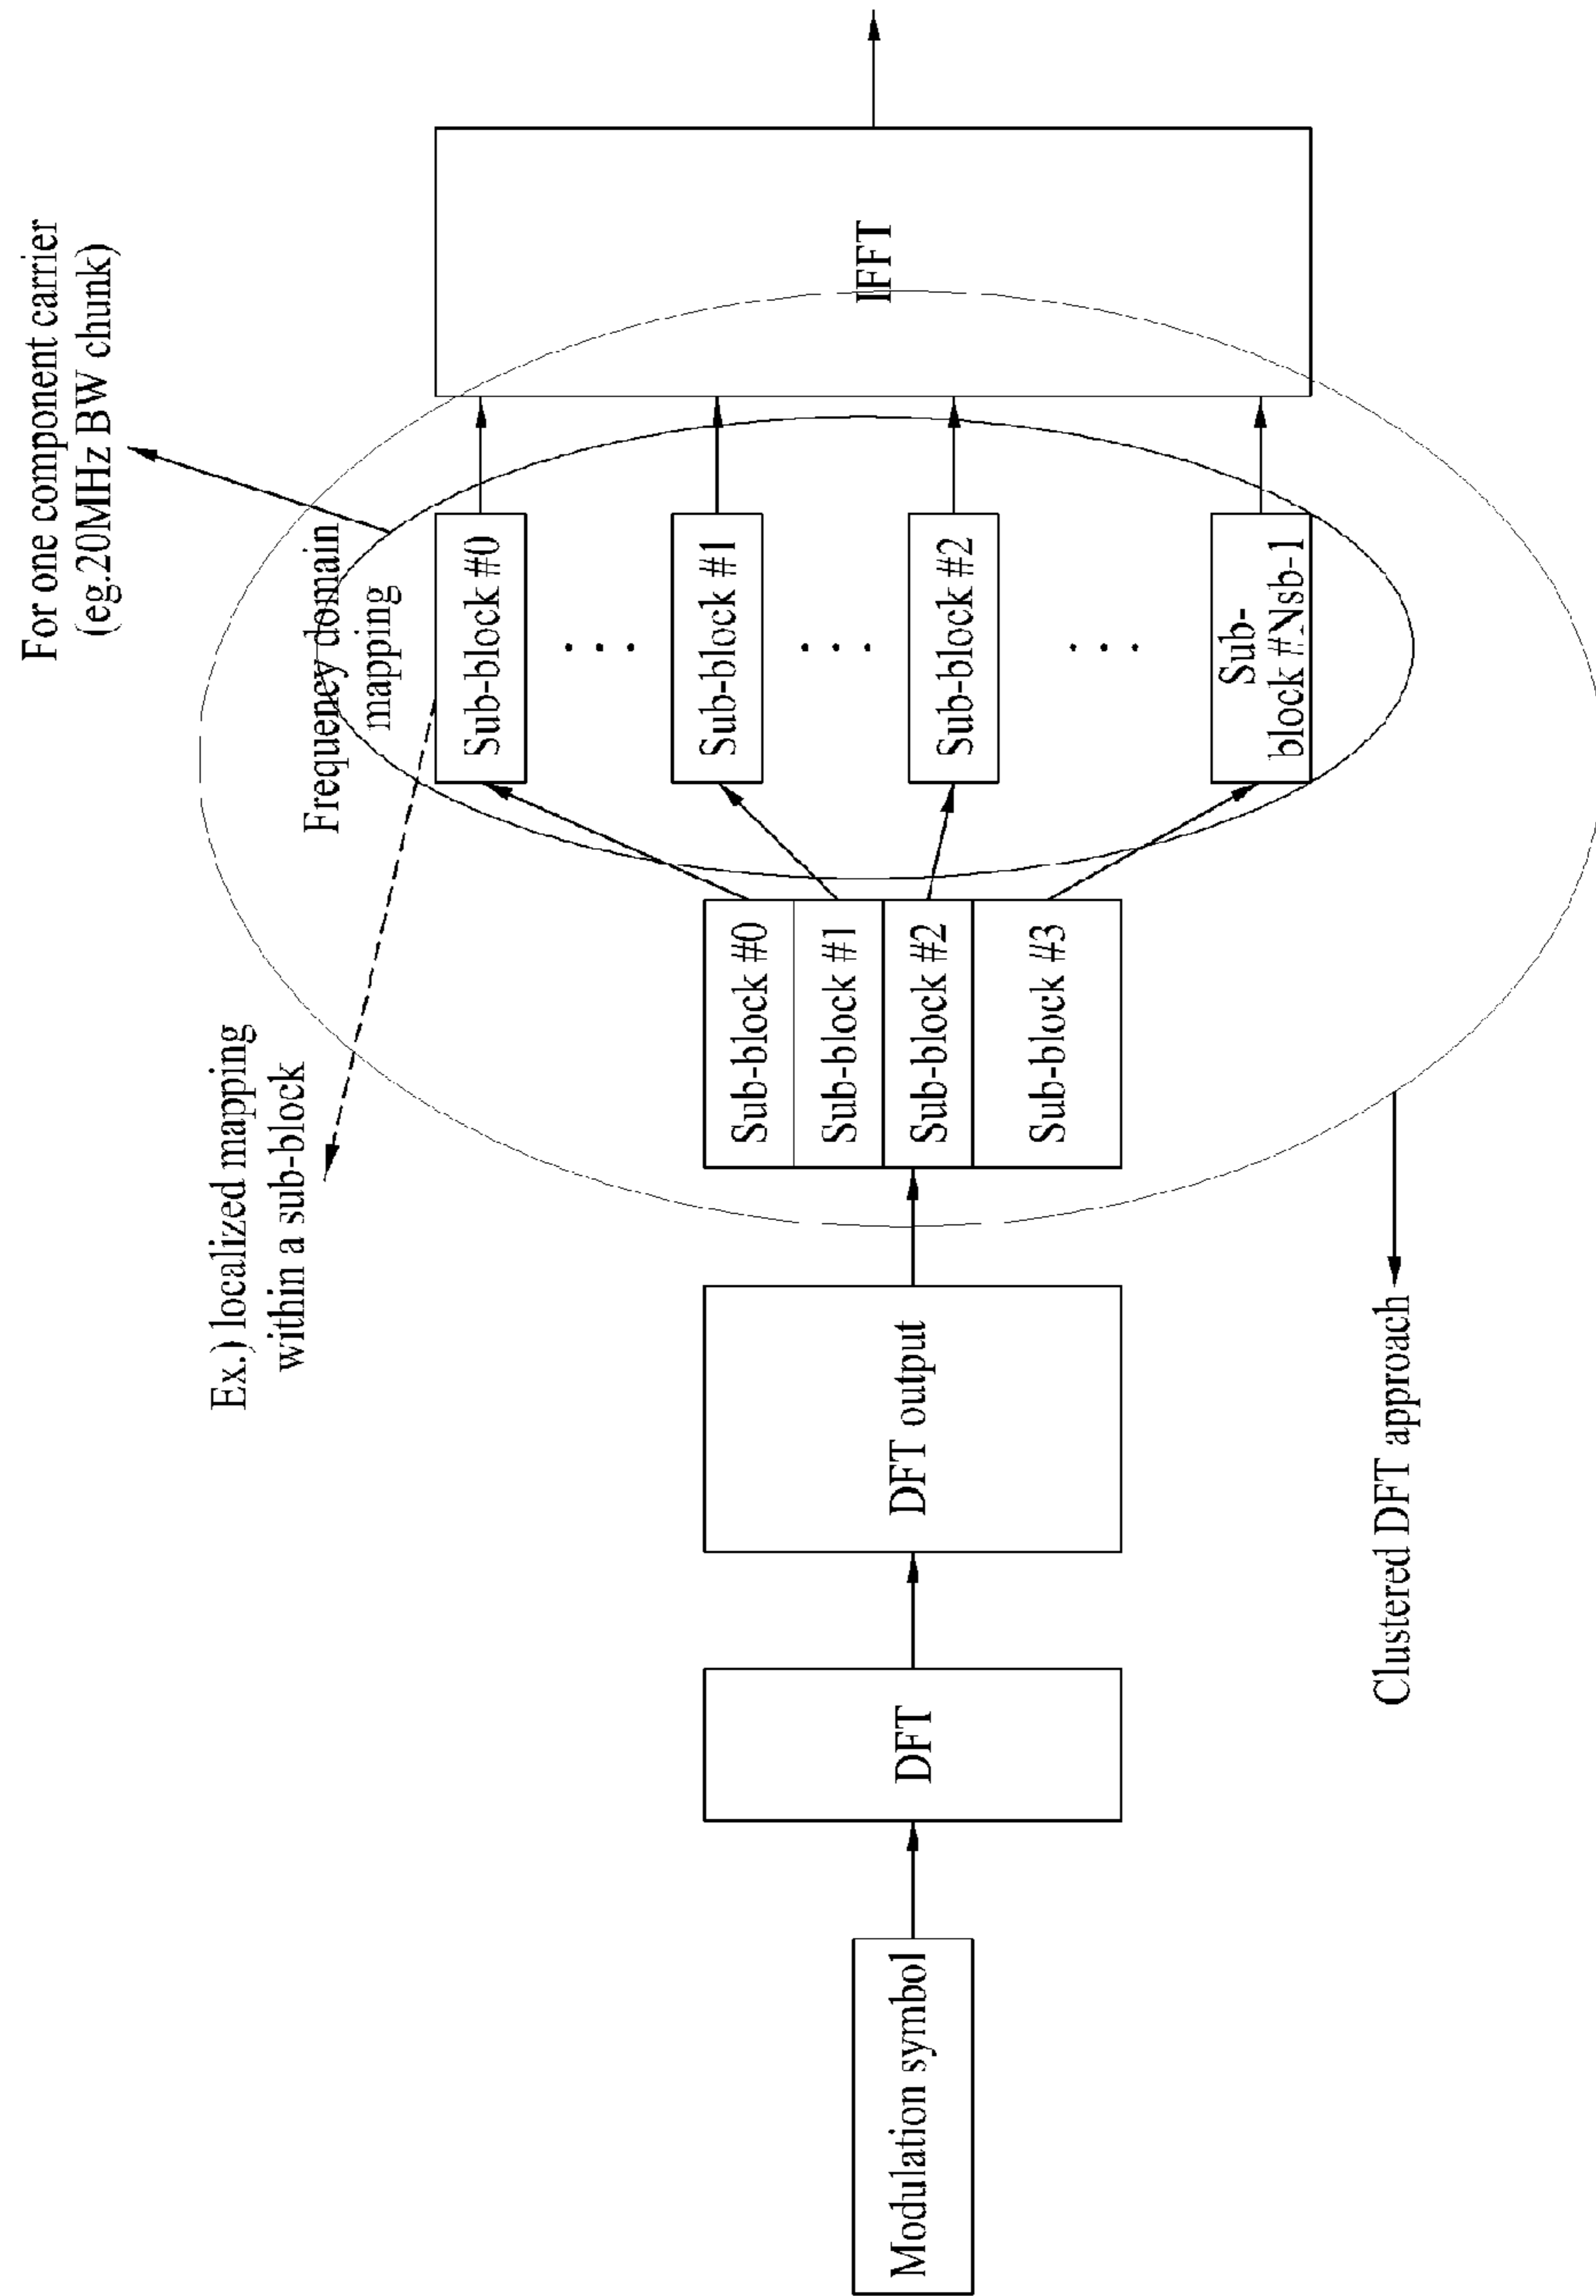 For one component carrier
(eg.20MHz BW chunk)
Ex.) localized mapping
within a sub-block
Frequency domain
mapping
Modulation symbol
DFT
DFT output
Sub-block #0
Sub-block #1
Sub-block #2
Sub-block #3
Sub-block #0
Sub-block #1
Sub-block #2
Sub-
block #Nsb-1
IFFT
Clustered DFT approach